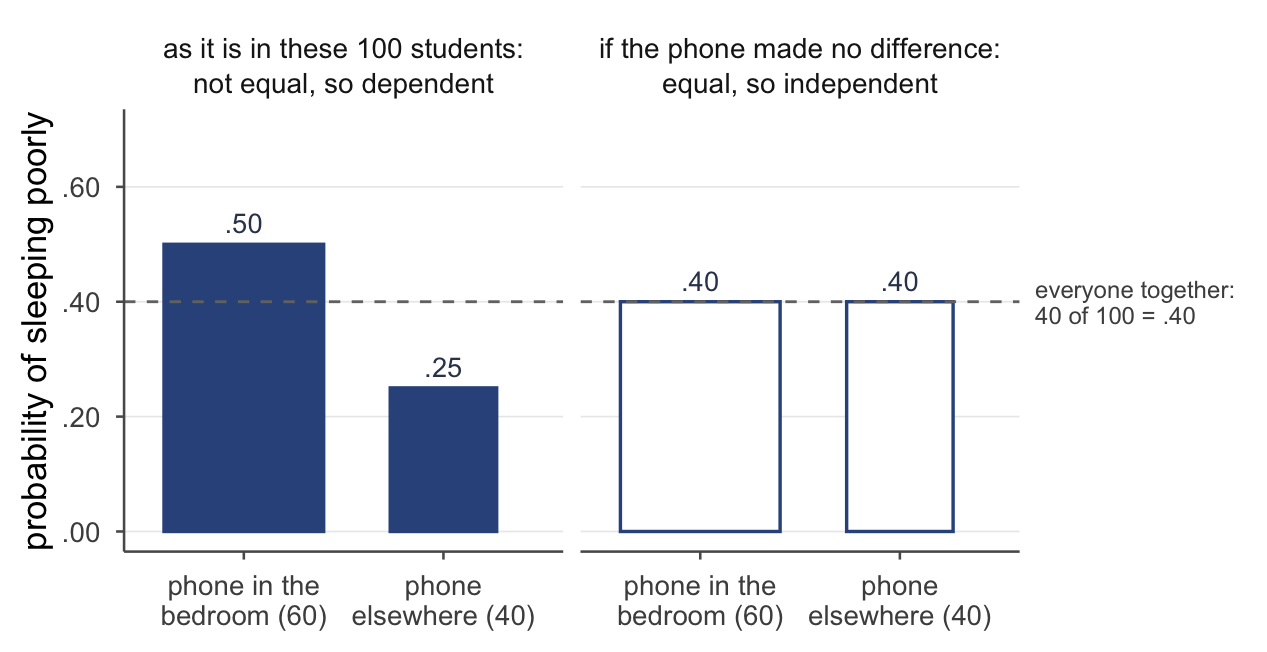 as it is in these 100 students:
not equal, so dependent
if the phone made no difference:
equal, so independent
probability of sleeping poorly
.60
.40
.20
.00
.50
.25
.40
.40
everyone together:
40 of 100 = .40
phone in the
bedroom (60)
phone
elsewhere (40)
phone in the
bedroom (60)
phone
elsewhere (40)